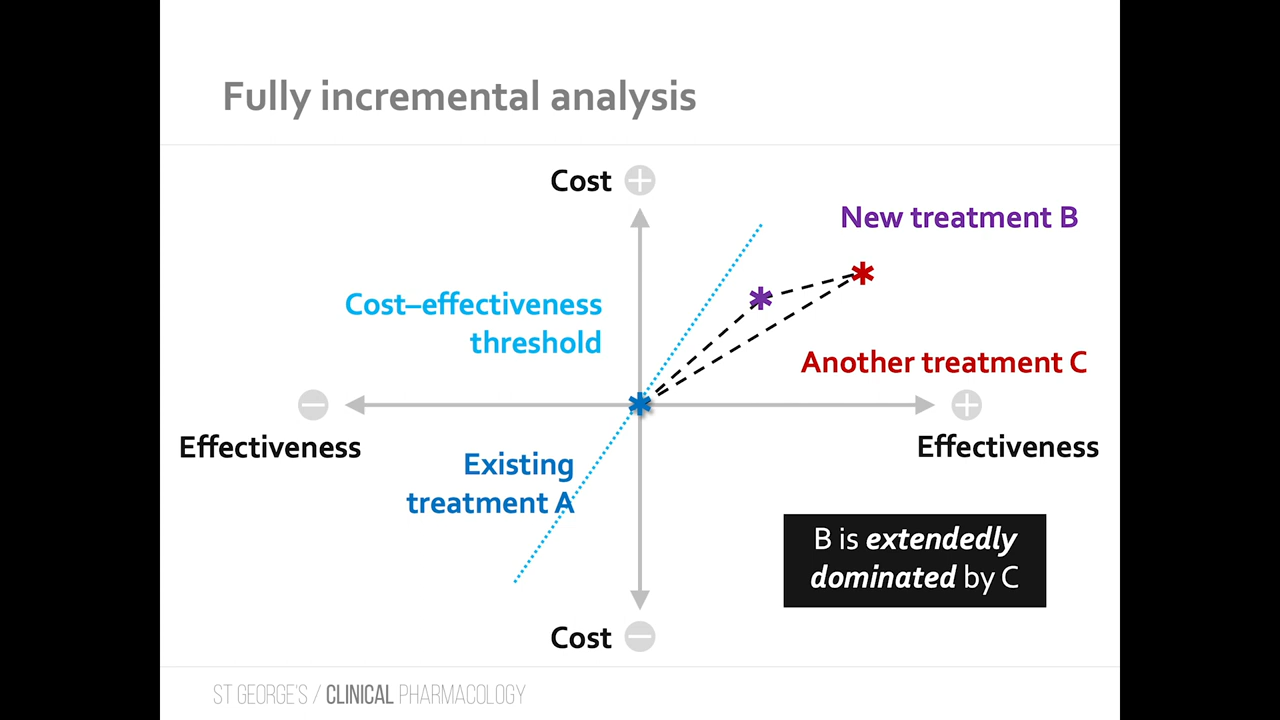 Fully incremental analysis
Cost
New treatment B
Cost–effectiveness
threshold
Another treatment C
Effectiveness
Effectiveness
Existing
treatment A
B is extendedly
dominated by C
Cost
ST GEORGE'S / CLINICAL PHARMACOLOGY